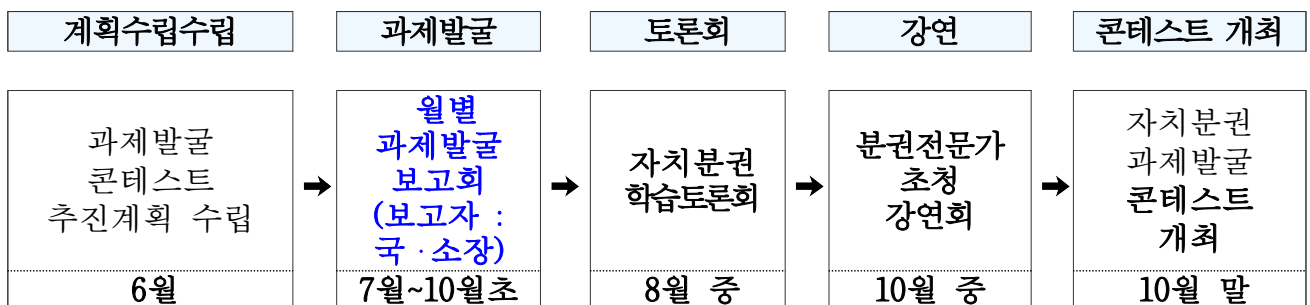 계획수립수립
과제발굴
토론회
강연
콘테스트 개최
과제발굴
콘테스트
추진계획 수립
6월
월별
과제발굴
보고회
(보고자 :
국·소장)
7월~10월초
자치분권
학습토론회
8월 중
분권전문가
초청
강연회
10월 중
자치분권
과제발굴
콘테스트
개최
10월 말